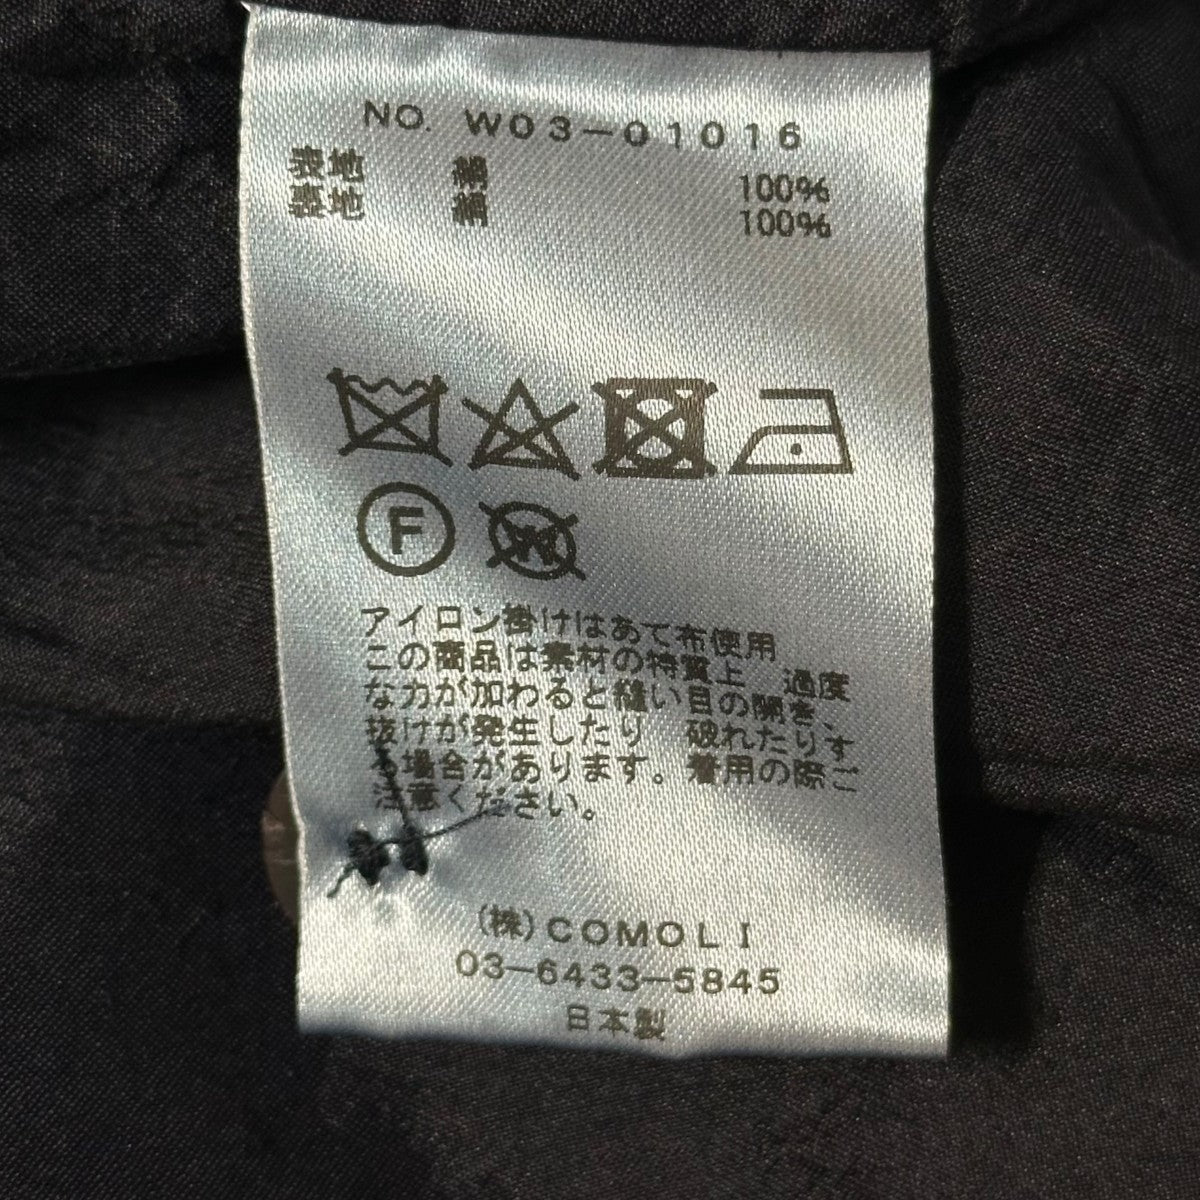 NO. W03-01016
表地 絹 100%
裏地 絹 100%
F W
アイロン掛けはあて布使用
この商品は素材の特質上 過度
な力が加わると縫い目の開き、
抜けが発生したり 破れたりす
る場合があります。着用の際ご
注意ください。
(株)COMOLI
03-6433-5845
日本製